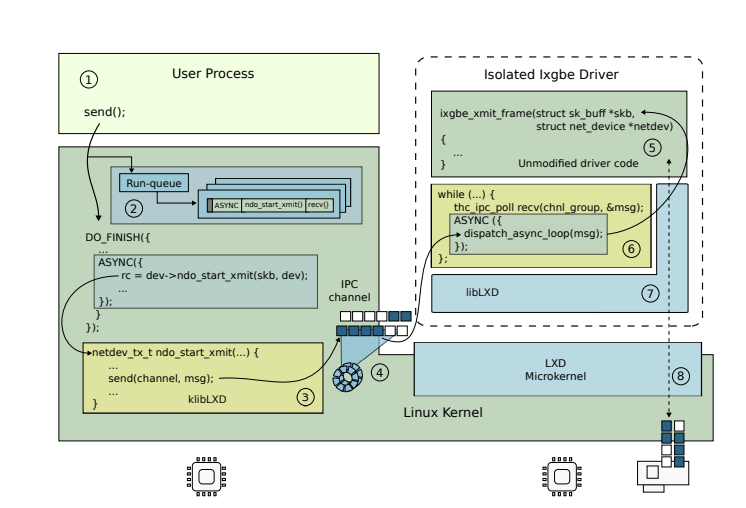 1
User Process
send();
Run-queue
2
ASYNC ndo_start_xmit() recv()
DO_FINISH({
...
ASYNC({
rc = dev->ndo_start_xmit(skb, dev);
...
});
}
});
netdev_tx_t ndo_start_xmit(...) {
...
send(channel, msg);
...
}
klibLXD
3
IPC
channel
4
Linux Kernel
Isolated Ixgbe Driver
ixgbe_xmit_frame(struct sk_buff *skb,
struct net_device *netdev)
{
...
}
5
Unmodified driver code
while (...) {
thc_ipc_poll recv(chnl_group, &msg);
ASYNC ({
dispatch_async_loop(msg);
});
};
6
libLXD
7
LXD
Microkernel
8